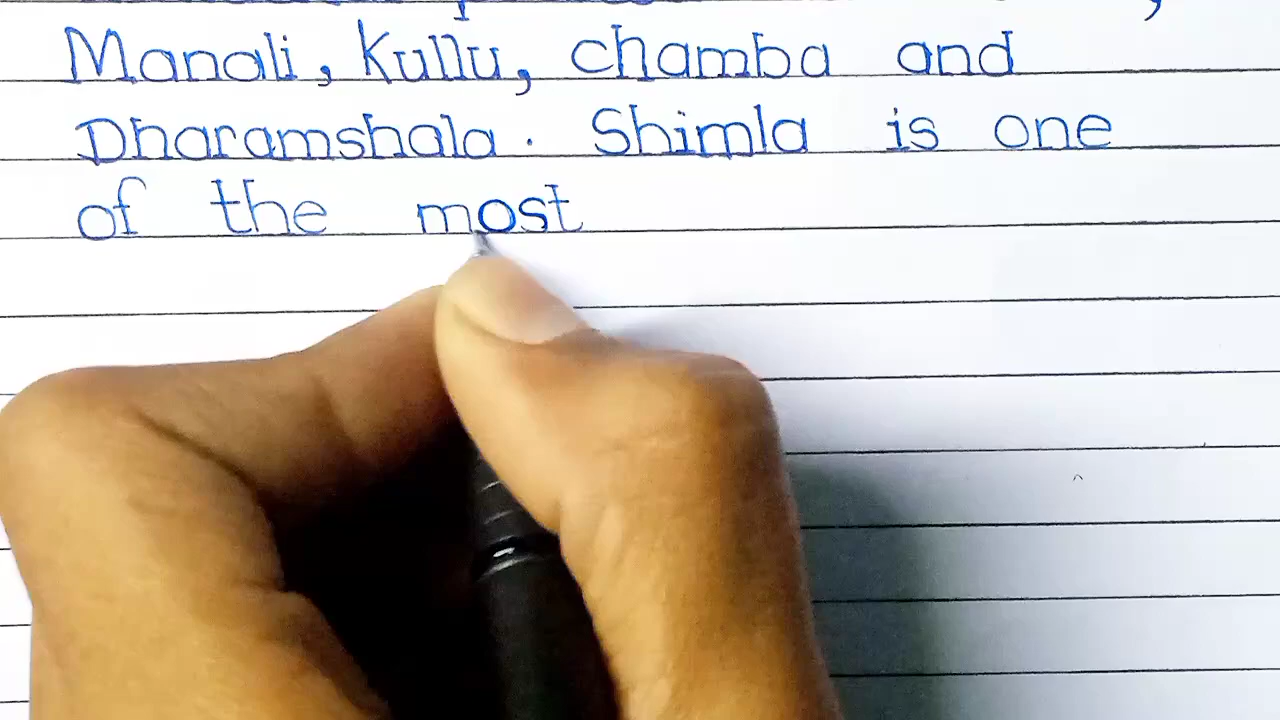 Manali, Kullu, chamba and
Dharamshala. Shimla is one
of the most